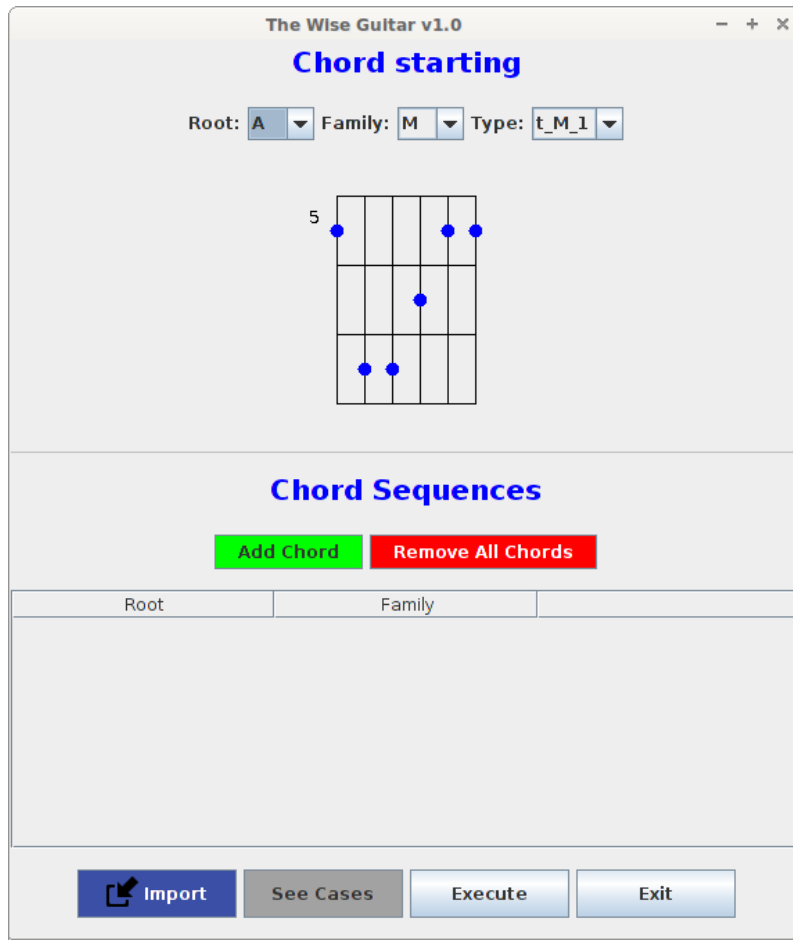 The Wise Guitar v1.0
Chord starting
Root: A Family: M Type: t_M_1
5
Chord Sequences
Add Chord Remove All Chords
Root Family
Import See Cases Execute Exit